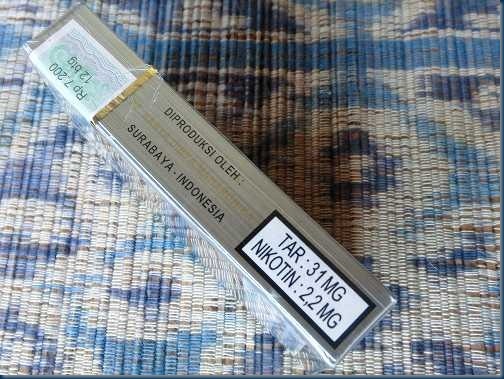 Rp 7.200
12 btg
DIPRODUKSI OLEH :
SURABAYA - INDONESIA
TAR : 31 MG
NIKOTIN : 2,2 MG